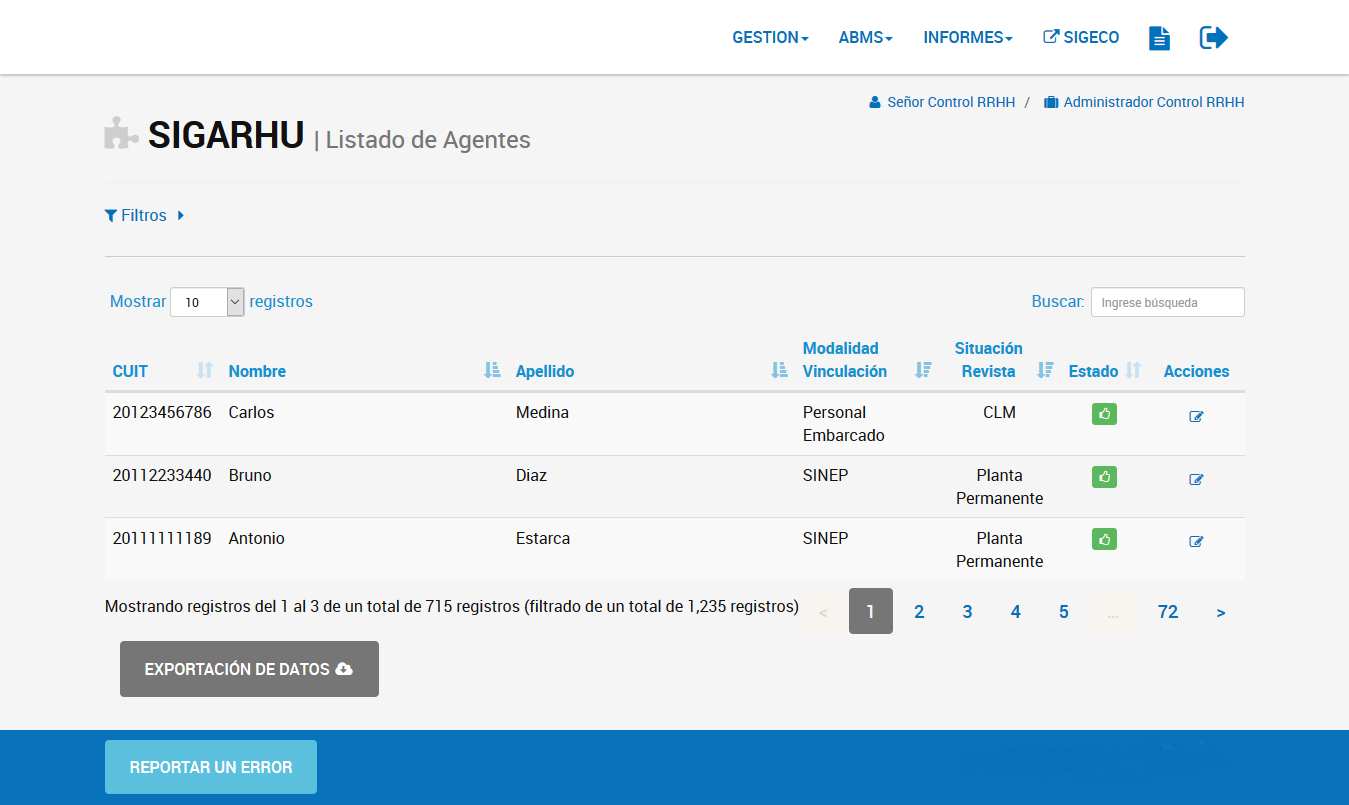 GESTION ABMS INFORMES SIGECO
Señor Control RRHH / Administrador Control RRHH
SIGARHU | Listado de Agentes
Filtros
Mostrar 10 registros Buscar: Ingrese búsqueda
Modalidad Situación
CUIT Nombre Apellido Vinculación Revista Estado Acciones
20123456786 Carlos Medina Personal CLM
Embarcado
20112233440 Bruno Diaz SINEP Planta
Permanente
20111111189 Antonio Estarca SINEP Planta
Permanente
Mostrando registros del 1 al 3 de un total de 715 registros (filtrado de un total de 1,235 registros) < 1 2 3 4 5 ... 72 >
EXPORTACIÓN DE DATOS
REPORTAR UN ERROR